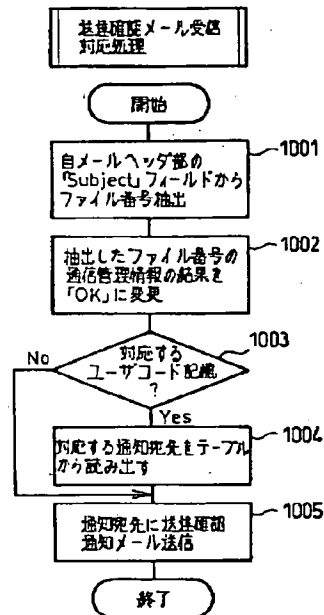 送達確認メール受信
対応処理
開始
1001
自メールヘッダ部の
「Subject」フィールドから
ファイル番号抽出
1002
抽出したファイル番号の
通信管理情報の結果を
「OK」に変更
1003
対応する
ユーザコード記憶
?
No
Yes
1004
対応する通知宛先をテーブル
から読み出す
1005
通知宛先に送達確認
通知メール送信
終了